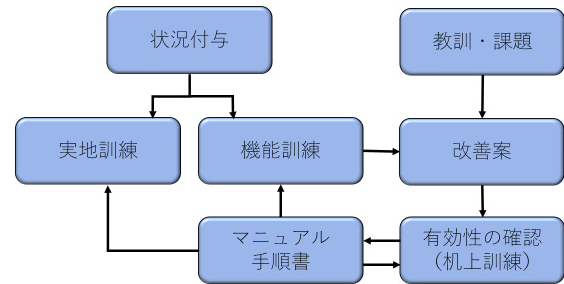 状況付与
教訓・課題
実地訓練
機能訓練
改善案
マニュアル
手順書
有効性の確認
（机上訓練）